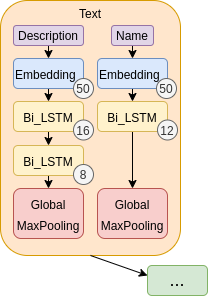 Text
Description
Name
Embedding
50
Embedding
50
Bi_LSTM
16
Bi_LSTM
12
Bi_LSTM
8
Global
MaxPooling
Global
MaxPooling
...